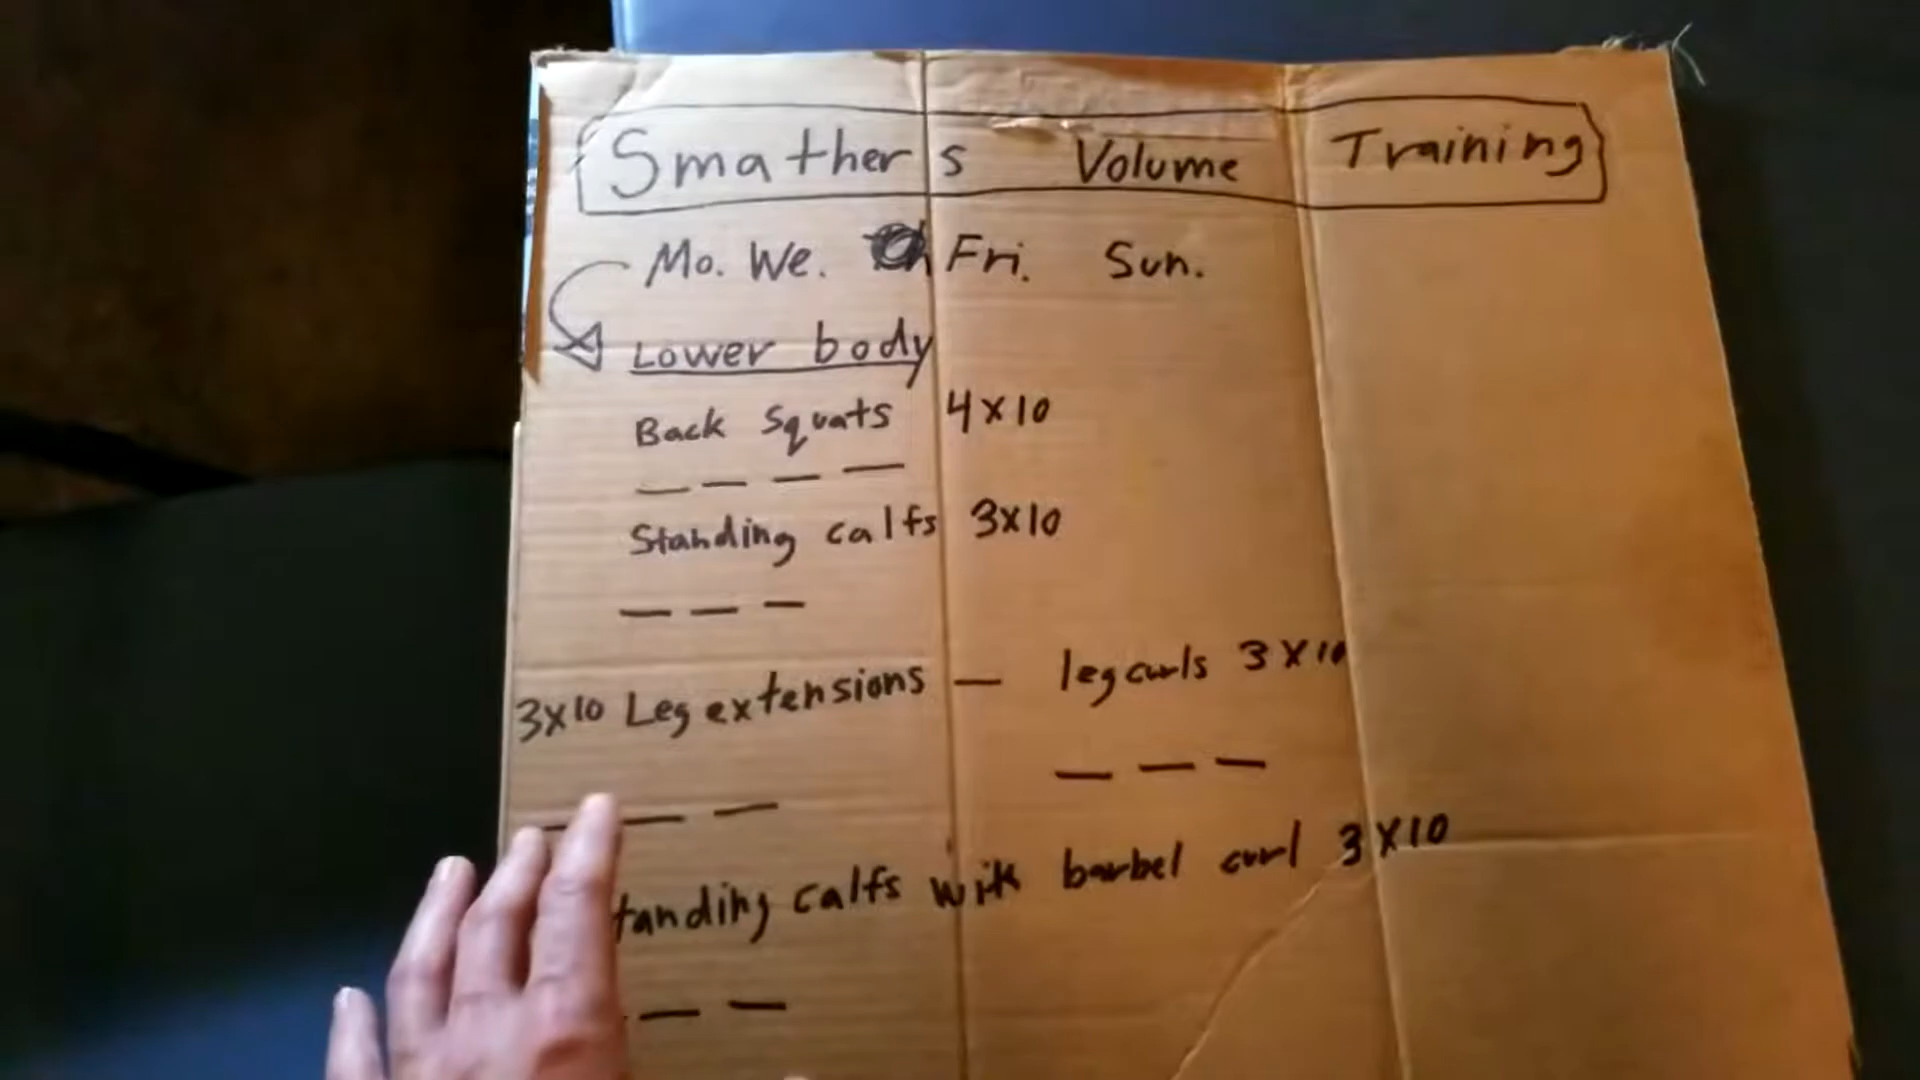 Smathers Volume Training
Mo. We. Fri. Sun.
Lower body
Back Squats 4x10
Standing calfs 3x10
3x10 Leg extensions — leg curls 3x10
tanding calfs with barbel curl 3x10